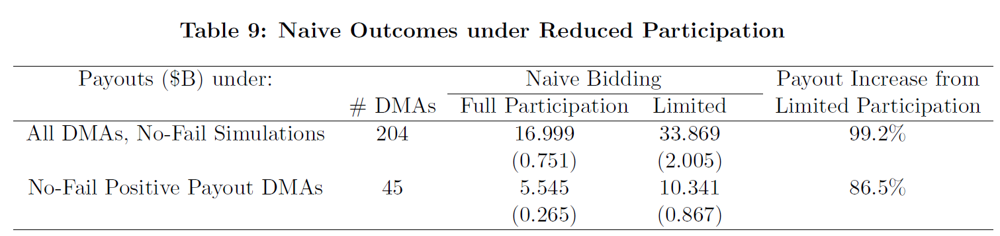 Table 9: Naive Outcomes under Reduced Participation
Payouts ($B) under: Naive Bidding Payout Increase from
# DMAs Full Participation Limited Limited Participation
All DMAs, No-Fail Simulations 204 16.999 33.869 99.2%
(0.751) (2.005)
No-Fail Positive Payout DMAs 45 5.545 10.341 86.5%
(0.265) (0.867)